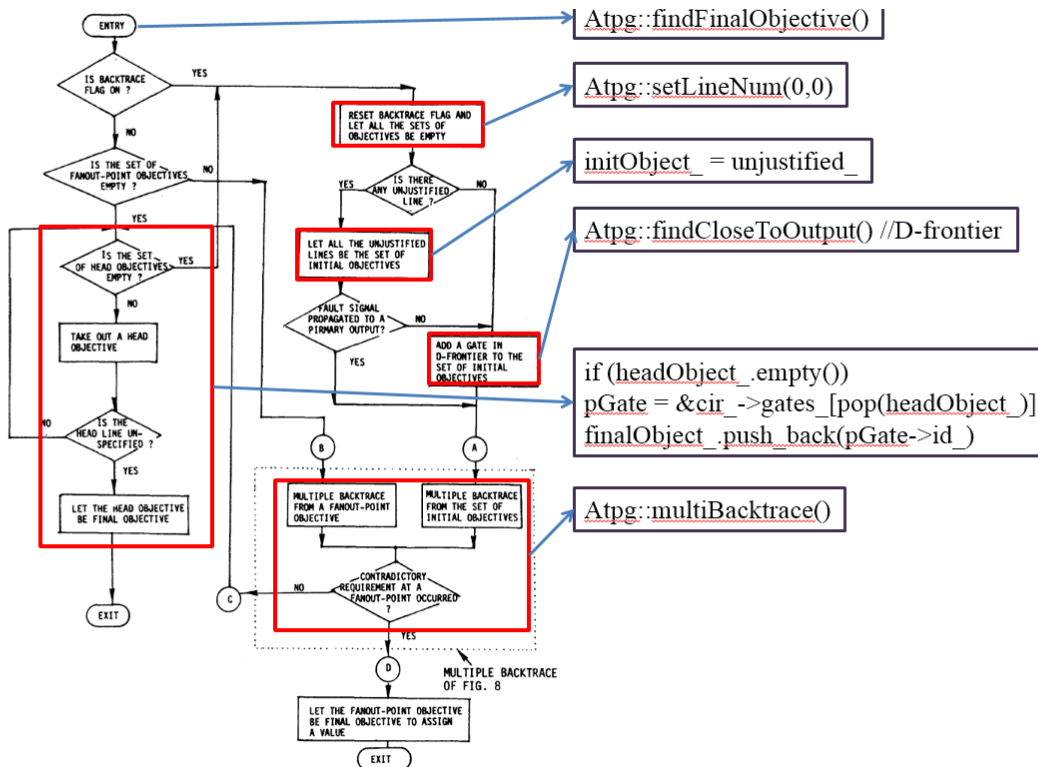 ENTRY
IS BACKTRACE
FLAG ON ?
YES
NO
IS THE SET OF
FANOUT-POINT OBJECTIVES
EMPTY ?
NO
YES
IS THE SET
OF HEAD OBJECTIVES
EMPTY ?
YES
NO
TAKE OUT A HEAD
OBJECTIVE
IS THE
HEAD LINE UN-
SPECIFIED ?
NO
YES
LET THE HEAD OBJECTIVE
BE FINAL OBJECTIVE
EXIT
RESET BACKTRACE FLAG AND
LET ALL THE SETS OF
OBJECTIVES BE EMPTY
IS THERE
ANY UNJUSTIFIED
LINE ?
YES
NO
LET ALL THE UNJUSTIFIED
LINES BE THE SET OF
INITIAL OBJECTIVES
FAULT SIGNAL
PROPAGATED TO A
PIRMARY OUTPUT?
NO
YES
ADD A GATE IN
D-FRONTIER TO THE
SET OF INITIAL
OBJECTIVES
B
A
MULTIPLE BACKTRACE
FROM A FANOUT-POINT
OBJECTIVE
MULTIPLE BACKTRACE
FROM THE SET OF
INITIAL OBJECTIVES
CONTRADICTORY
REQUIREMENT AT A
FANOUT-POINT OCCURRED
?
NO
C
YES
D
MULTIPLE BACKTRACE
OF FIG. 8
LET THE FANOUT-POINT OBJECTIVE
BE FINAL OBJECTIVE TO ASSIGN
A VALUE
EXIT
Atpg::findFinalObjective()
Atpg::setLineNum(0,0)
initObject_ = unjustified_
Atpg::findCloseToOutput() //D-frontier
if (headObject_.empty())
pGate = &cir_->gates_[pop(headObject_)]
finalObject_.push_back(pGate->id_)
Atpg::multiBacktrace()